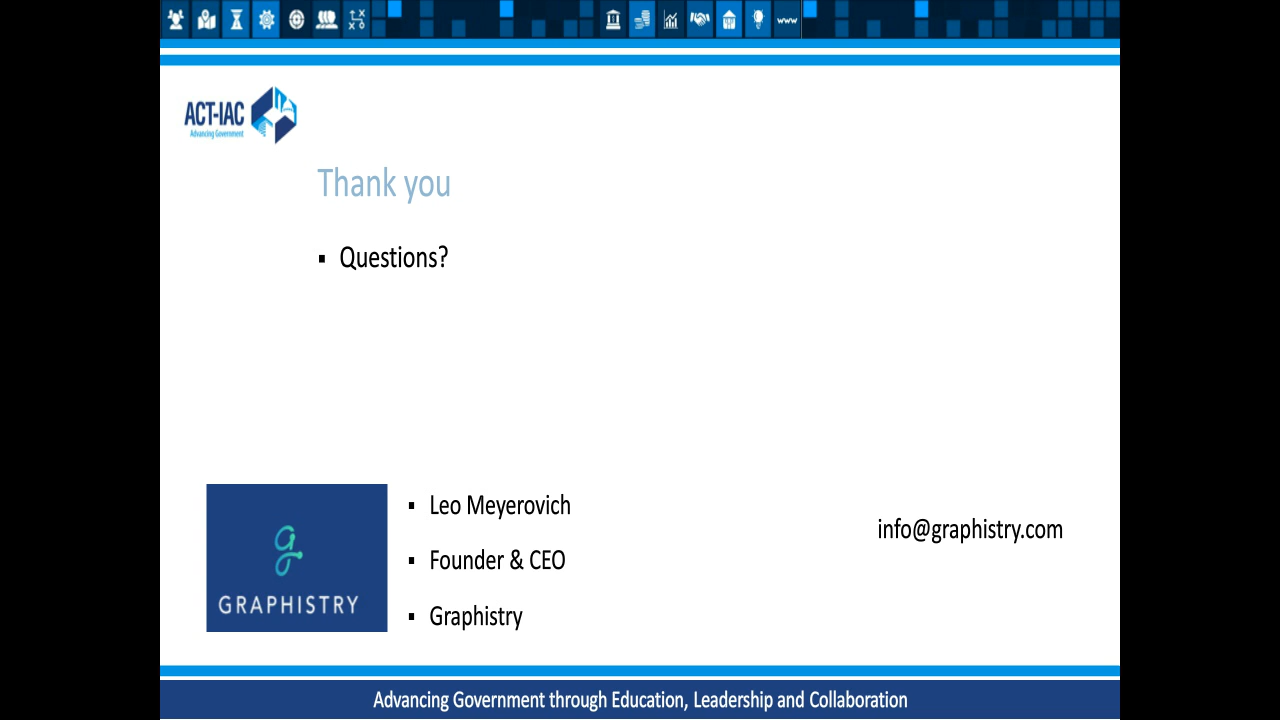 www
ACT-IAC
Advancing Government
Thank you
▪ Questions?
GRAPHISTRY
▪ Leo Meyerovich
▪ Founder & CEO
▪ Graphistry
info@graphistry.com
Advancing Government through Education, Leadership and Collaboration